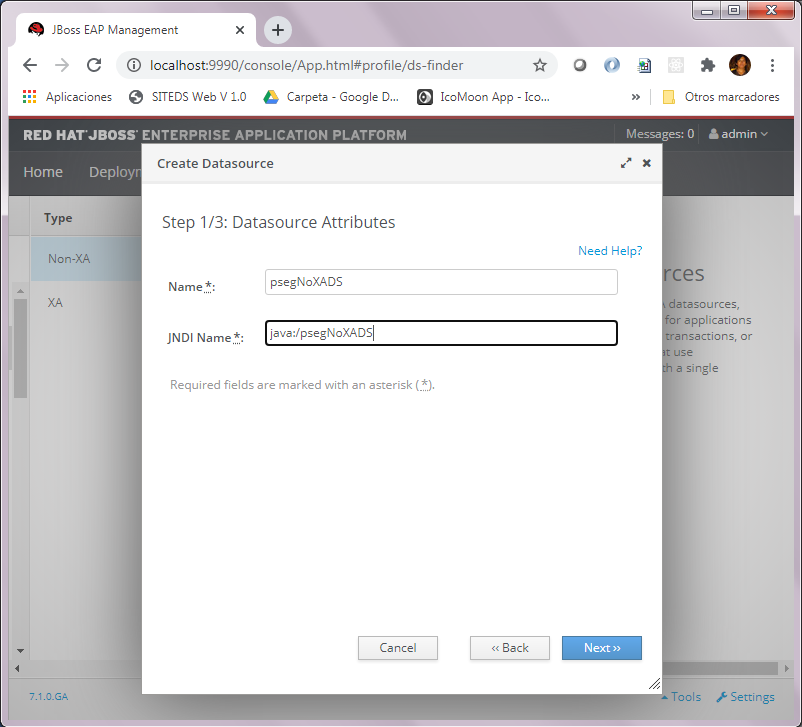 JBoss EAP Management
localhost:9990/console/App.html#profile/ds-finder
Aplicaciones SITEDS Web V 1.0 Carpeta - Google D... IcoMoon App - Ico... » Otros marcadores
RED HAT JBOSS ENTERPRISE APPLICATION PLATFORM
Messages: 0 admin
Home Deployn
Create Datasource
Type
Non-XA
XA
Step 1/3: Datasource Attributes
Need Help?
Name *: psegNoXADS
JNDI Name *: java:/psegNoXADS
Required fields are marked with an asterisk (*).
rces
A datasources,
for applications
transactions, or
at use
th a single
Cancel ‹‹ Back Next ››
7.1.0.GA
Tools Settings